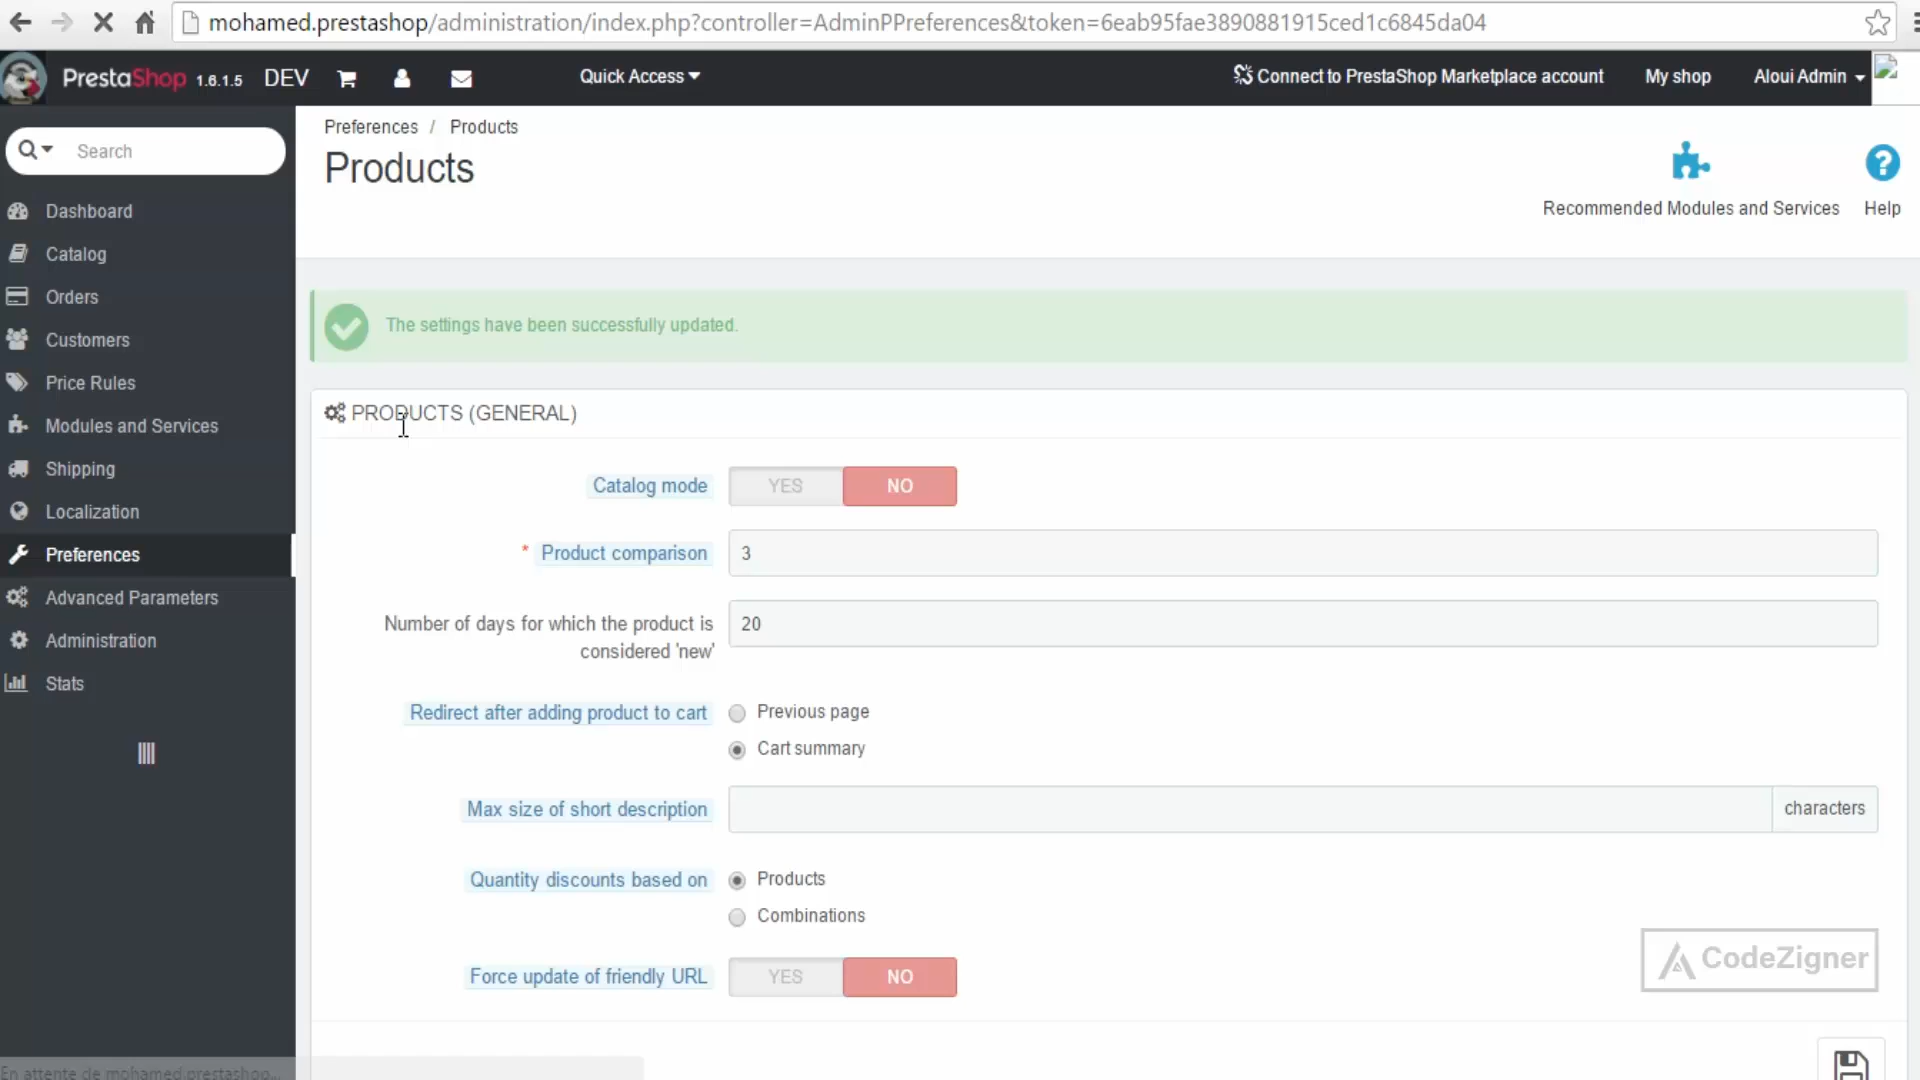 mohamed.prestashop/administration/index.php?controller=AdminPPreferences&token=6eab95fae3890881915ced1c6845da04
PrestaShop 1.6.1.5 DEV Quick Access Connect to PrestaShop Marketplace account My shop Aloui Admin
Search
Dashboard
Catalog
Orders
Customers
Price Rules
Modules and Services
Shipping
Localization
Preferences
Advanced Parameters
Administration
Stats
Preferences / Products
Products
Recommended Modules and Services Help
The settings have been successfully updated.
PRODUCTS (GENERAL)
Catalog mode YES NO
* Product comparison 3
Number of days for which the product is
considered 'new' 20
Redirect after adding product to cart Previous page
Cart summary
Max size of short description characters
Quantity discounts based on Products
Combinations
Force update of friendly URL YES NO
CodeZigner
En attente de mohamed.prestashop...